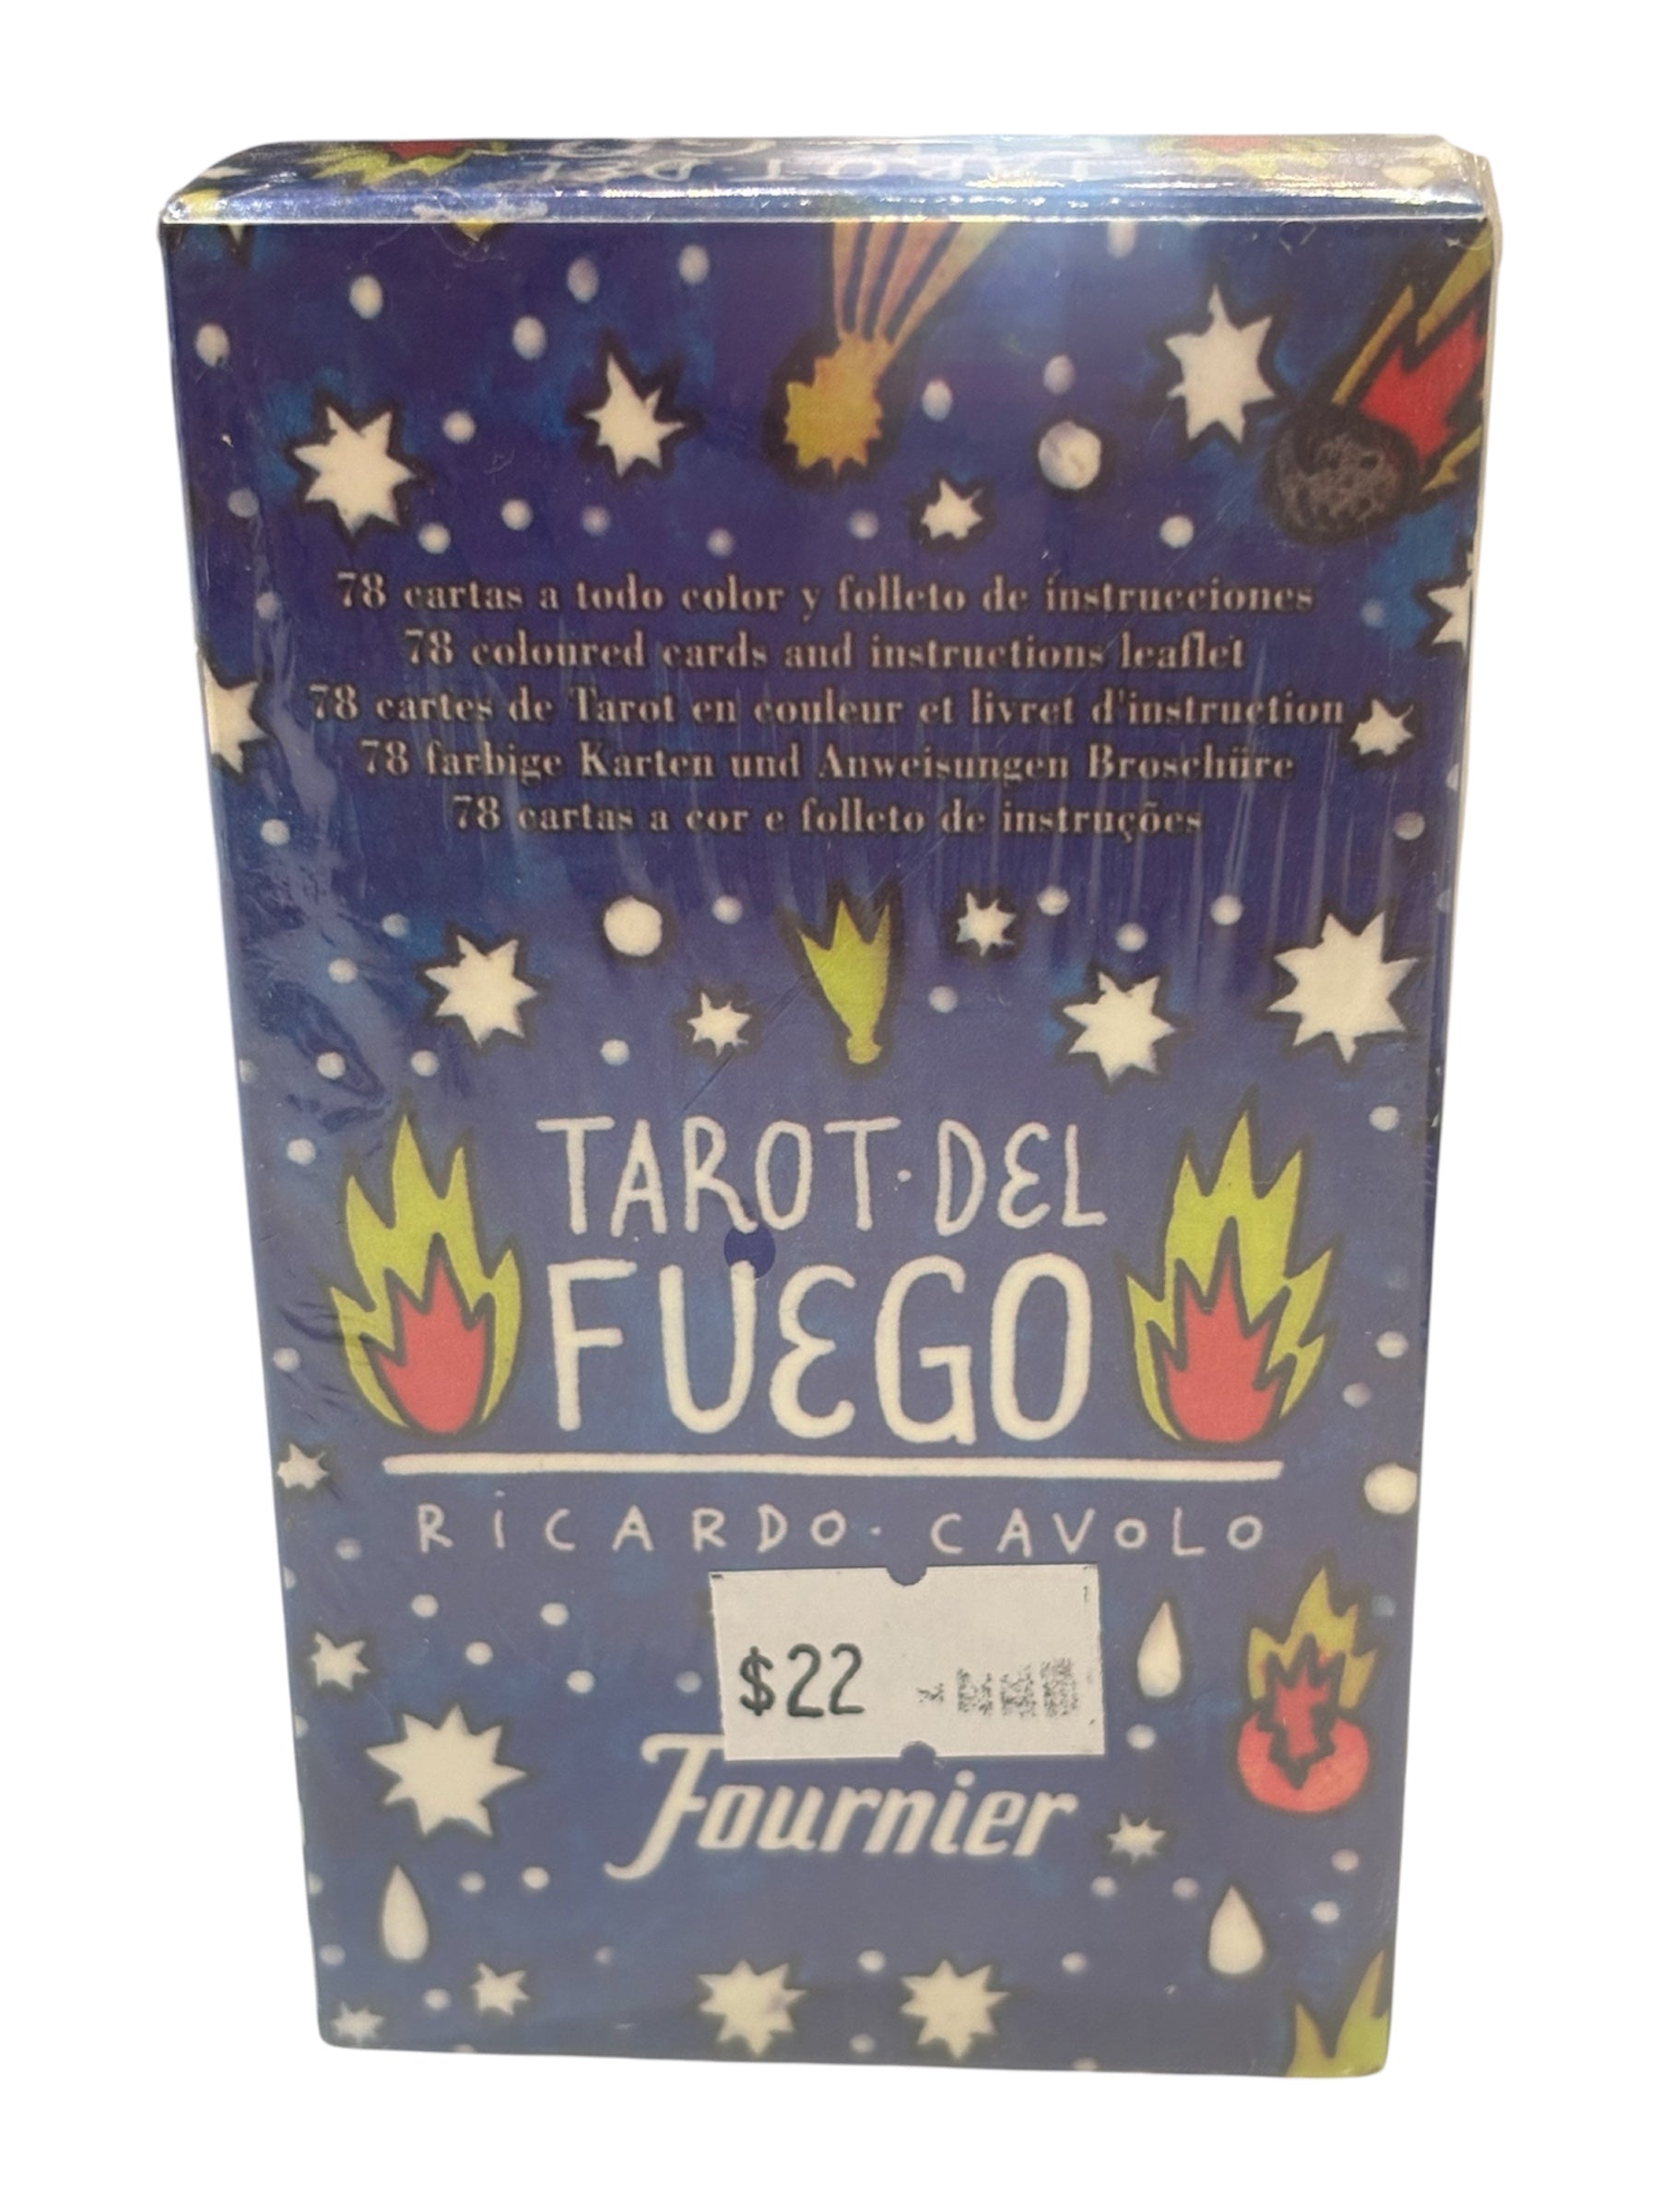 TAROT DEL
78 cartas a todo color y folleto de instrucciones
78 coloured cards and instructions leaflet
78 cartes de Tarot en couleur et livret d'instruction
78 farbige Karten und Anweisungen Broschüre
78 cartas a cor e folleto de instruções
TAROT·DEL
FUEGO
RiCARDO·CAVOLO
$22
Fournier